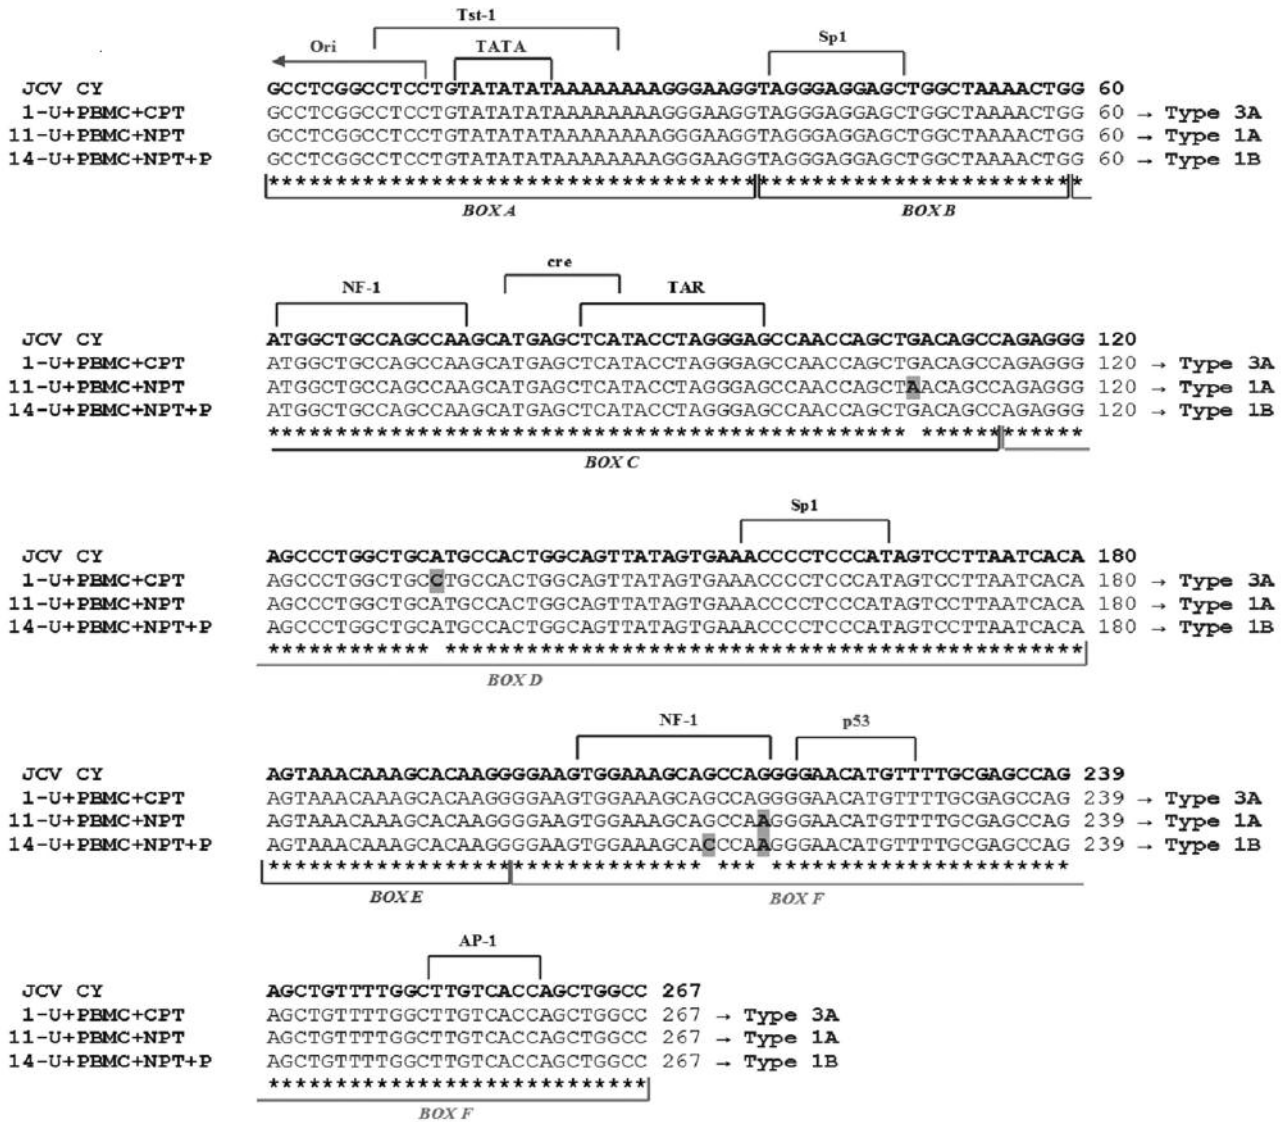 Tst-1
Ori TATA Sp1
JCV CY GCCTCGGCCTCCTGTATATATAAAAAAAAGGGAAGGTAGGGAGGAGCTGGCTAAAACTGG 60
1-U+PBMC+CPT GCCTCGGCCTCCTGTATATATAAAAAAAAGGGAAGGTAGGGAGGAGCTGGCTAAAACTGG 60 → Type 3A
11-U+PBMC+NPT GCCTCGGCCTCCTGTATATATAAAAAAAAGGGAAGGTAGGGAGGAGCTGGCTAAAACTGG 60 → Type 1A
14-U+PBMC+NPT+P GCCTCGGCCTCCTGTATATATAAAAAAAAGGGAAGGTAGGGAGGAGCTGGCTAAAACTGG 60 → Type 1B
************************************************************
BOX A BOX B
cre
NF-1 TAR
JCV CY ATGGCTGCCAGCCAAGCATGAGCTCATACCTAGGGAGCCAACCAGCTGACAGCCAGAGGG 120
1-U+PBMC+CPT ATGGCTGCCAGCCAAGCATGAGCTCATACCTAGGGAGCCAACCAGCTGACAGCCAGAGGG 120 → Type 3A
11-U+PBMC+NPT ATGGCTGCCAGCCAAGCATGAGCTCATACCTAGGGAGCCAACCAGCTAACAGCCAGAGGG 120 → Type 1A
14-U+PBMC+NPT+P ATGGCTGCCAGCCAAGCATGAGCTCATACCTAGGGAGCCAACCAGCTGACAGCCAGAGGG 120 → Type 1B
*********************************************** ************
BOX C
Sp1
JCV CY AGCCCTGGCTGCATGCCACTGGCAGTTATAGTGAAACCCCTCCCATAGTCCTTAATCACA 180
1-U+PBMC+CPT AGCCCTGGCTGCCTGCCACTGGCAGTTATAGTGAAACCCCTCCCATAGTCCTTAATCACA 180 → Type 3A
11-U+PBMC+NPT AGCCCTGGCTGCATGCCACTGGCAGTTATAGTGAAACCCCTCCCATAGTCCTTAATCACA 180 → Type 1A
14-U+PBMC+NPT+P AGCCCTGGCTGCATGCCACTGGCAGTTATAGTGAAACCCCTCCCATAGTCCTTAATCACA 180 → Type 1B
************ ***********************************************
BOX D
NF-1 p53
JCV CY AGTAAACAAAGCACAAGGGGAAGTGGAAAGCAGCCAGGGGAACATGTTTTGCGAGCCAG 239
1-U+PBMC+CPT AGTAAACAAAGCACAAGGGGAAGTGGAAAGCAGCCAGGGGAACATGTTTTGCGAGCCAG 239 → Type 3A
11-U+PBMC+NPT AGTAAACAAAGCACAAGGGGAAGTGGAAAGCAGCCAAGGGAACATGTTTTGCGAGCCAG 239 → Type 1A
14-U+PBMC+NPT+P AGTAAACAAAGCACAAGGGGAAGTGGAAAGCACCCAAGGGAACATGTTTTGCGAGCCAG 239 → Type 1B
******************************** *** **********************
BOX E BOX F
AP-1
JCV CY AGCTGTTTTGGCTTGTCACCAGCTGGCC 267
1-U+PBMC+CPT AGCTGTTTTGGCTTGTCACCAGCTGGCC 267 → Type 3A
11-U+PBMC+NPT AGCTGTTTTGGCTTGTCACCAGCTGGCC 267 → Type 1A
14-U+PBMC+NPT+P AGCTGTTTTGGCTTGTCACCAGCTGGCC 267 → Type 1B
****************************
BOX F